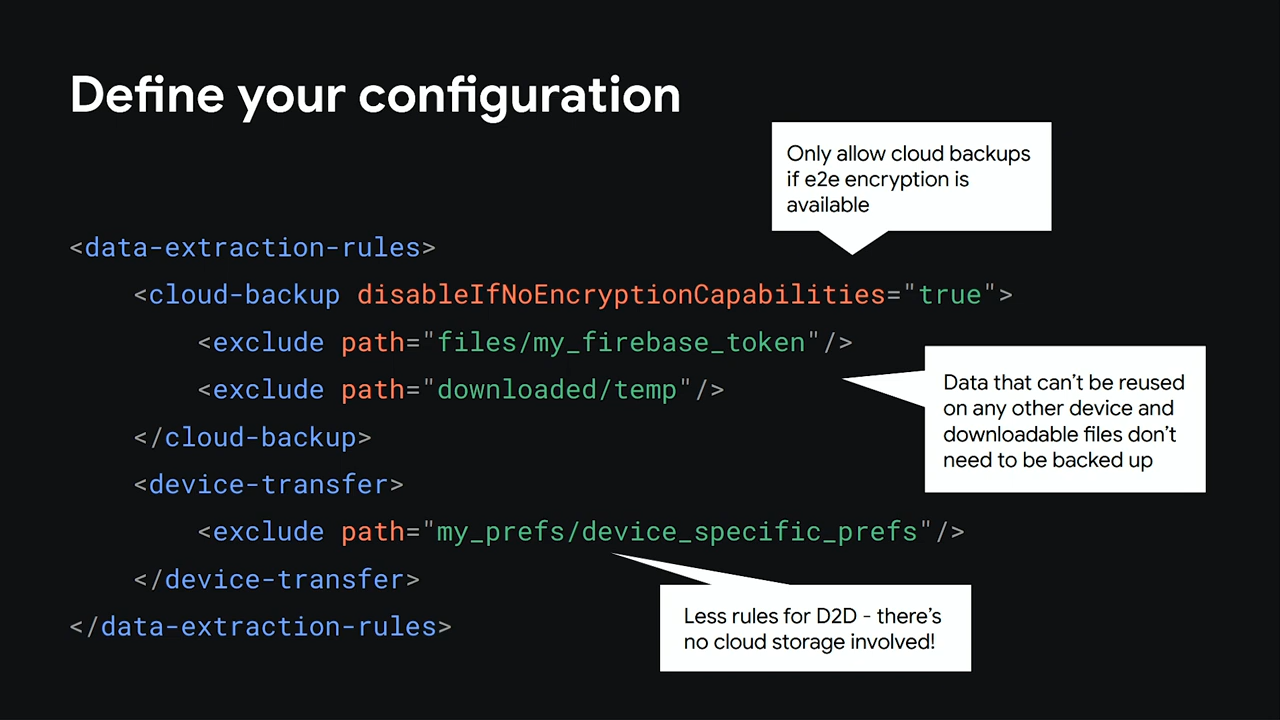 Define your configuration
Only allow cloud backups
if e2e encryption is
available
<data-extraction-rules>
<cloud-backup disableIfNoEncryptionCapabilities="true">
<exclude path="files/my_firebase_token"/>
<exclude path="downloaded/temp"/>
Data that can't be reused
on any other device and
downloadable files don't
need to be backed up
</cloud-backup>
<device-transfer>
<exclude path="my_prefs/device_specific_prefs"/>
</device-transfer>
Less rules for D2D - there's
no cloud storage involved!
</data-extraction-rules>